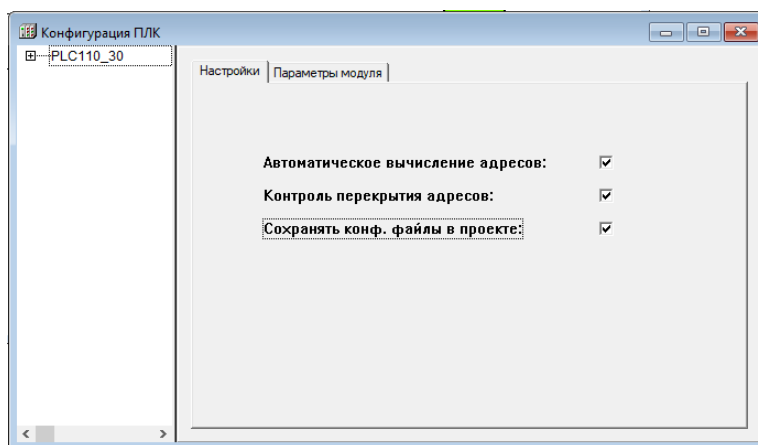 Конфигурация ПЛК
PLC110_30
Настройки
Параметры модуля
Автоматическое вычисление адресов:
Контроль перекрытия адресов:
Сохранять конф. файлы в проекте: